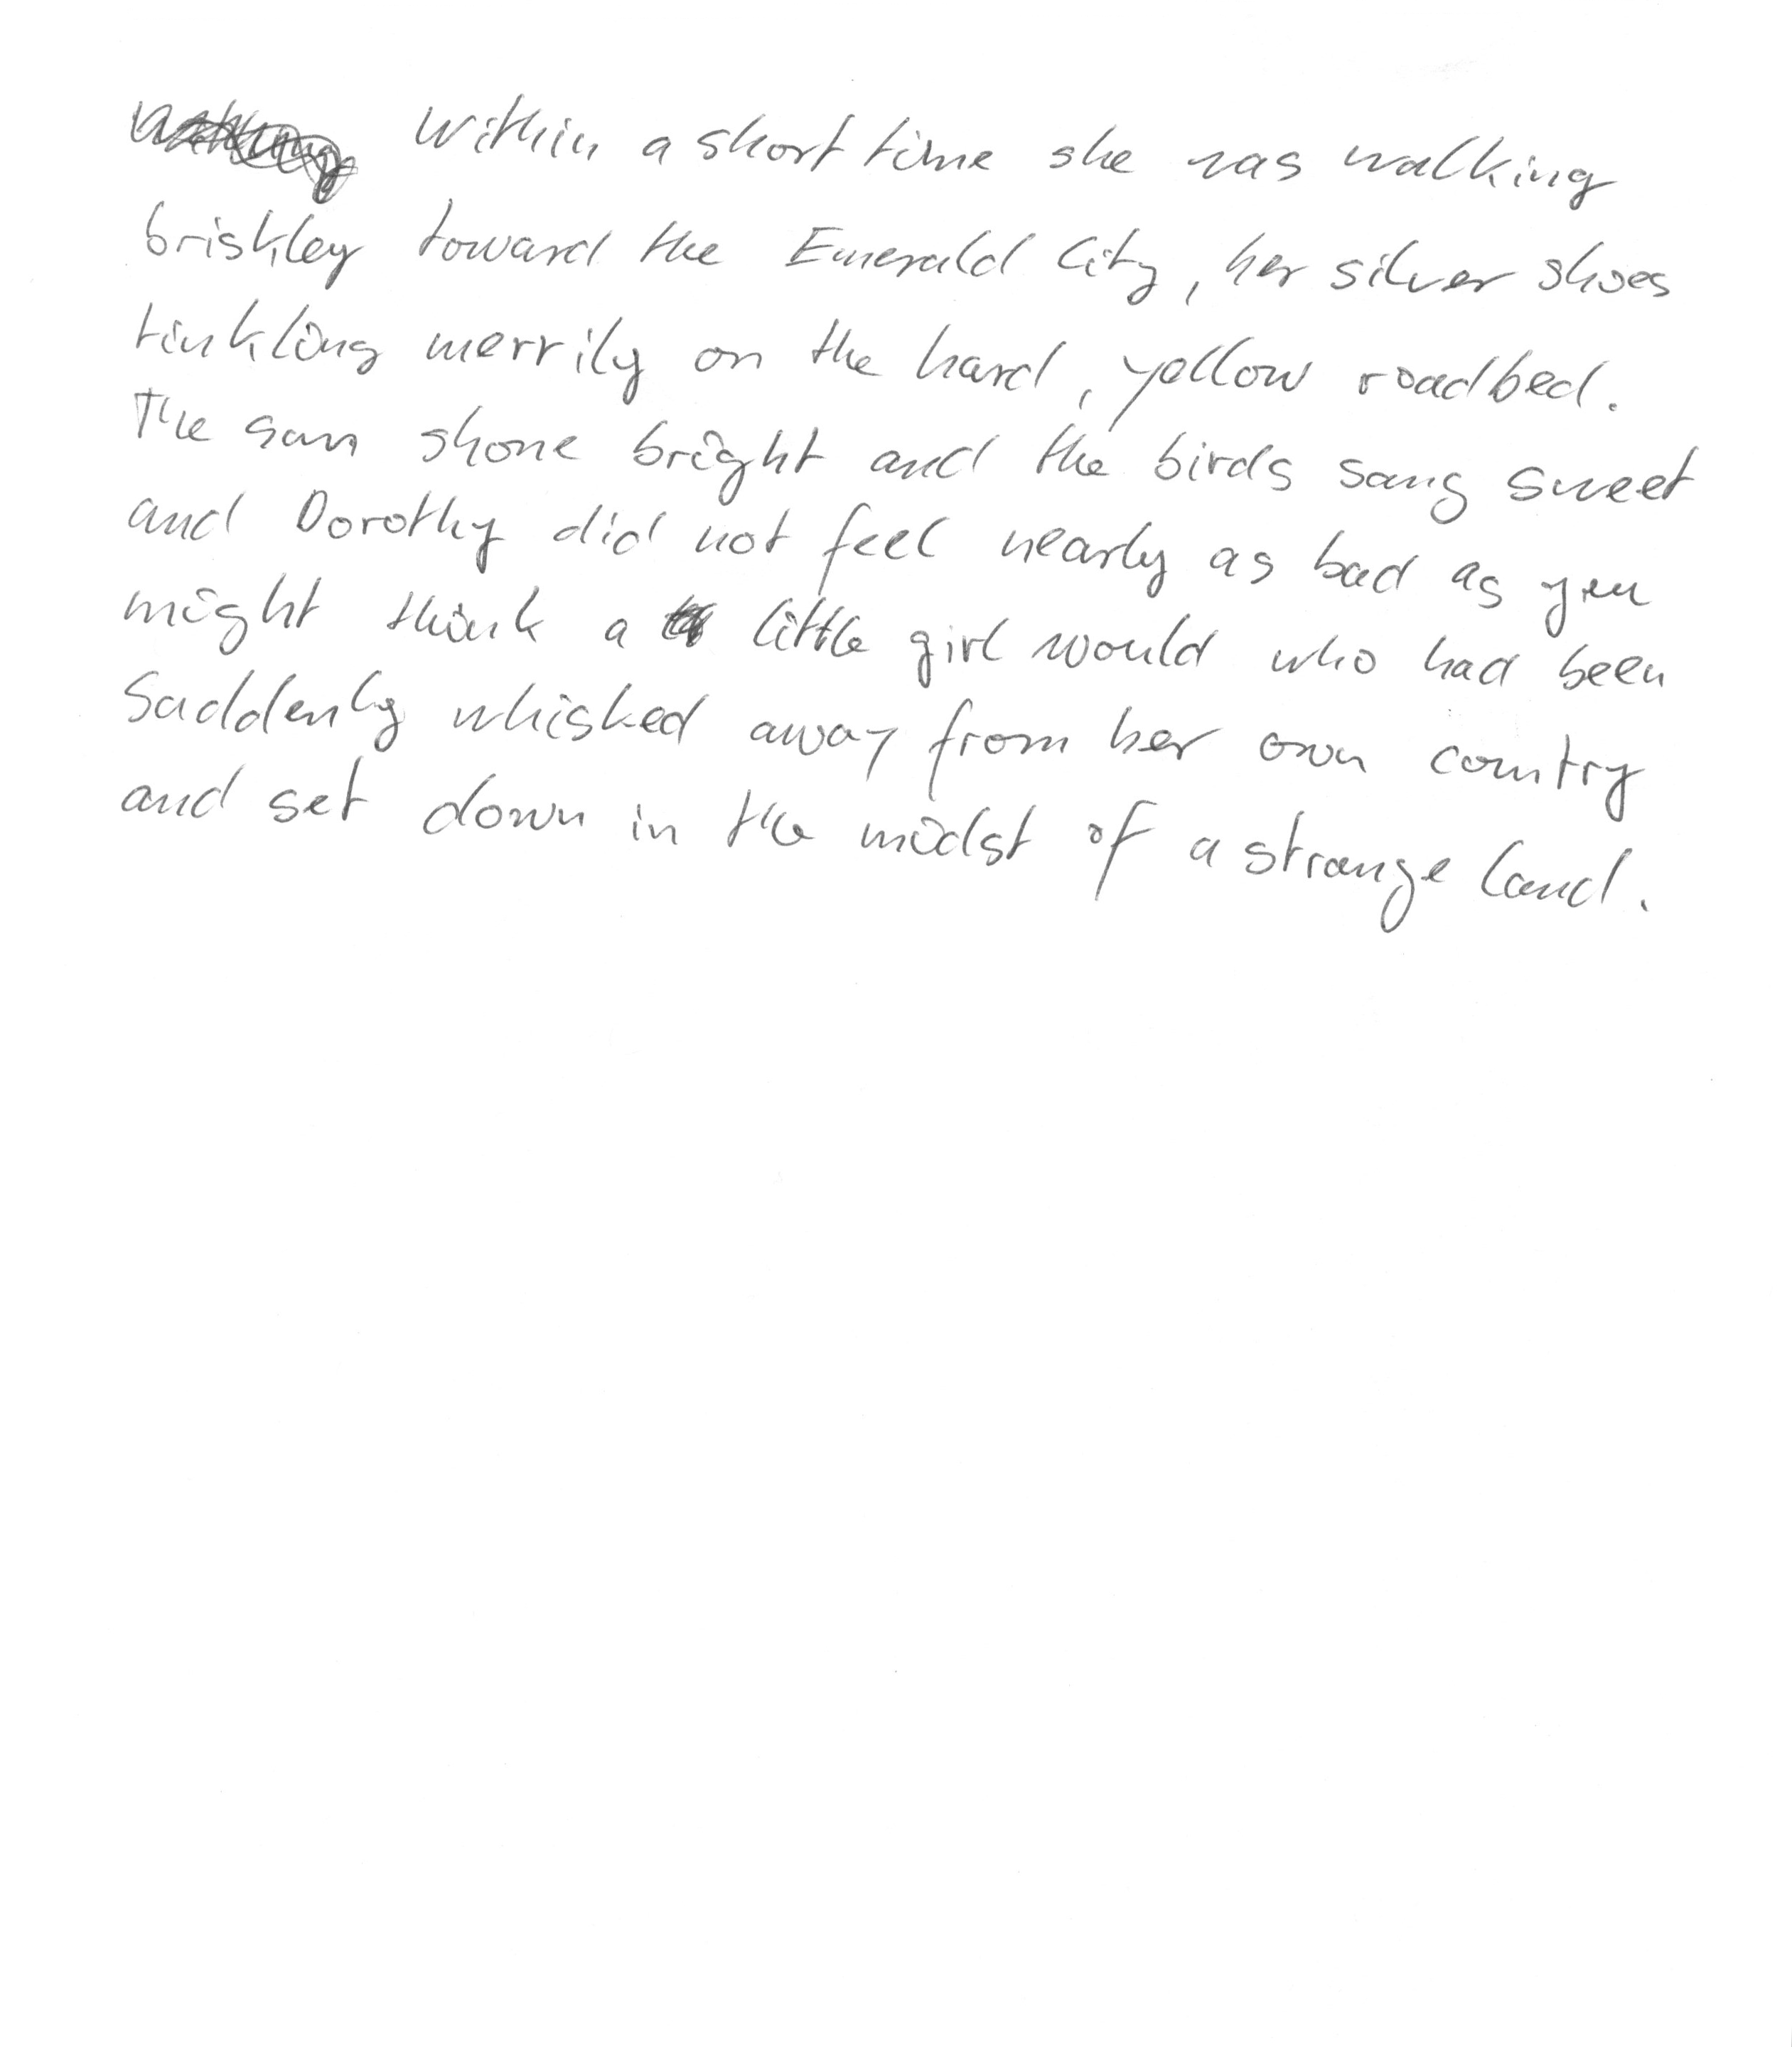 Within a short time she was walking
briskley toward the Emerald City, her silver shoes
tinkling merrily on the hard, yellow roadbed.
The sun shone bright and the birds sang sweet
and Dorothy did not feel nearly as bad as you
might think a little girl would who had been
suddenly whisked away from her own country
and set down in the midst of a strange land.